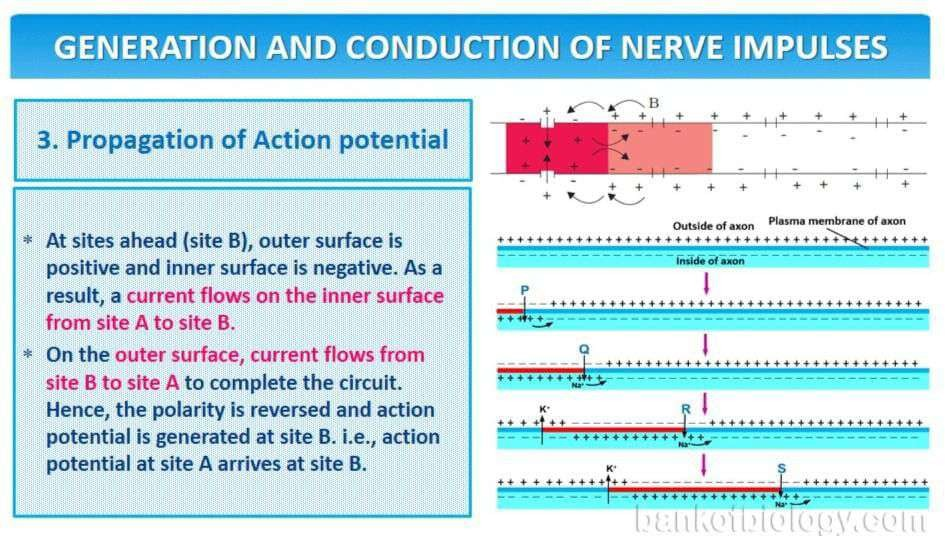 GENERATION AND CONDUCTION OF NERVE IMPULSES
3. Propagation of Action potential
* At sites ahead (site B), outer surface is
positive and inner surface is negative. As a
result, a current flows on the inner surface
from site A to site B.
* On the outer surface, current flows from
site B to site A to complete the circuit.
Hence, the polarity is reversed and action
potential is generated at site B. i.e., action
potential at site A arrives at site B.
B
Outside of axon
Plasma membrane of axon
Inside of axon
P
Q
Na⁺
K⁺
R
Na⁺
K⁺
S
Na⁺
bankofbiology.com